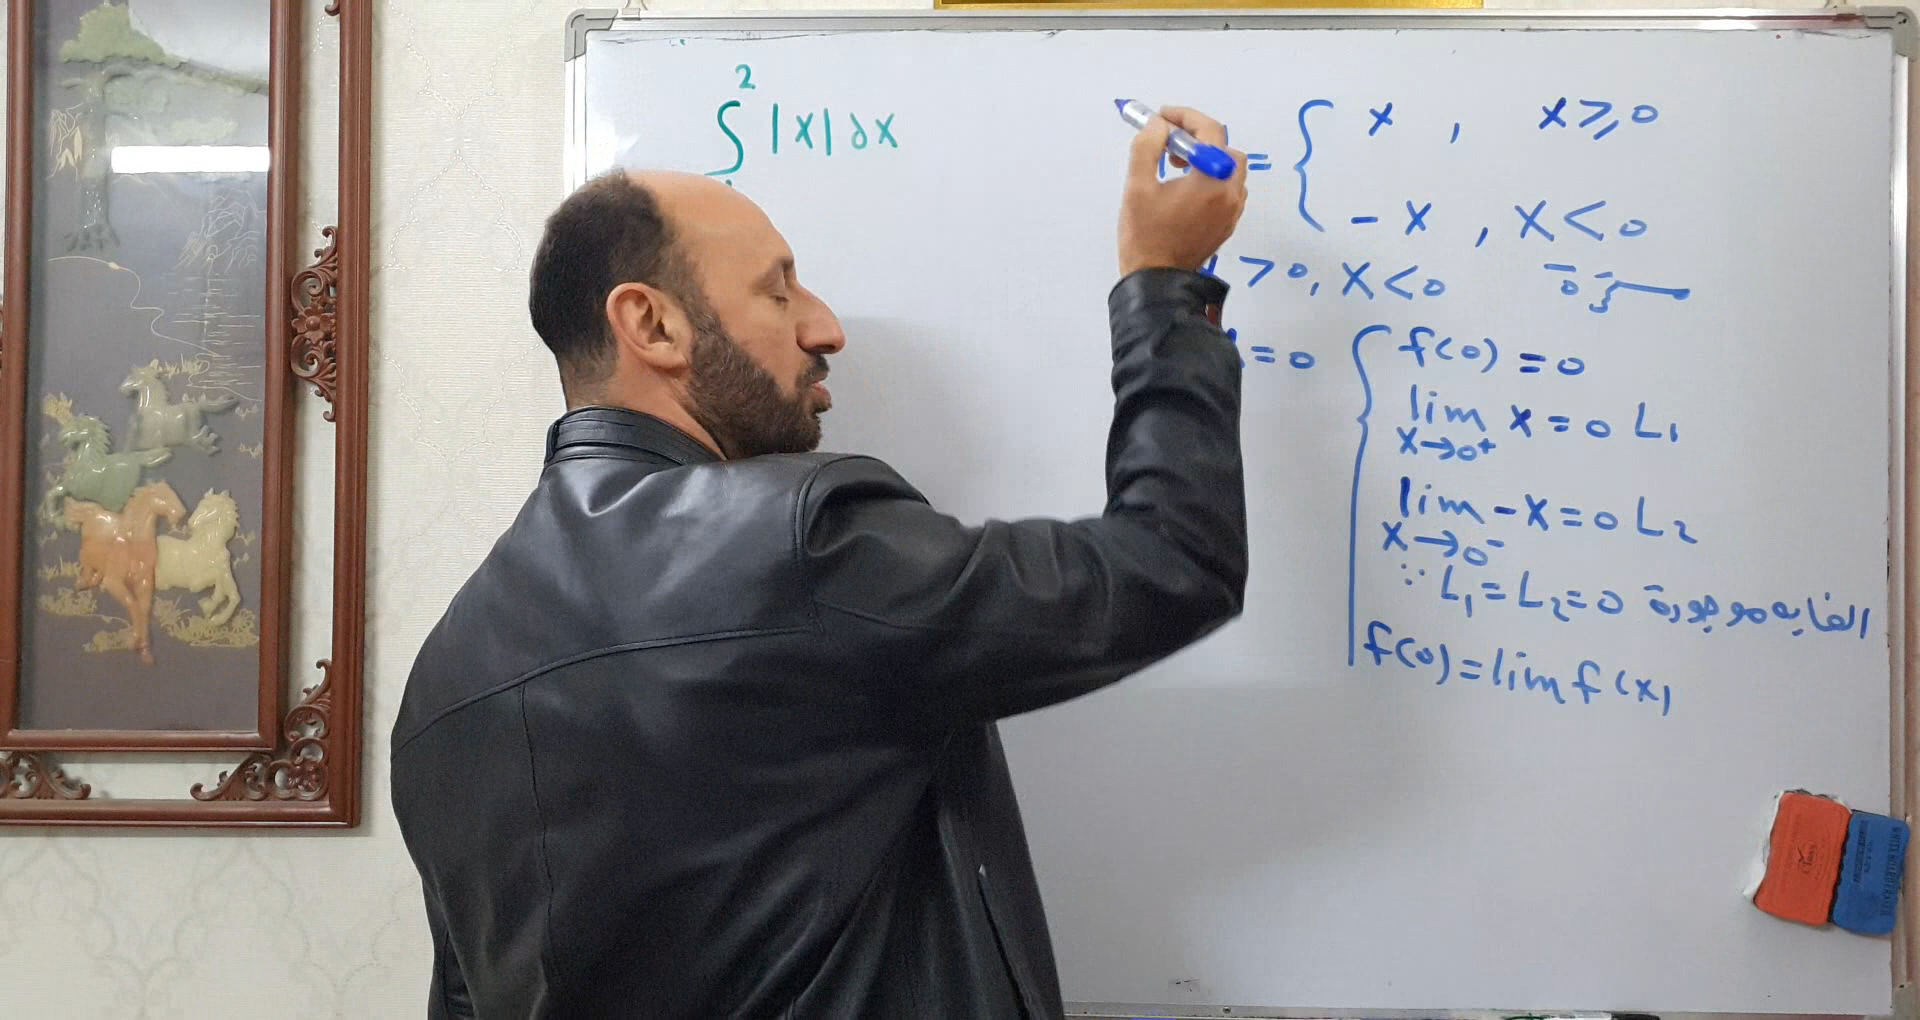 2
∫ |x| dx
= { x , x ≥ 0
- x , x < 0
> 0 , x < 0
= 0
f(0) = 0
lim x = 0 L₁
x→0⁺
lim -x = 0 L₂
x→0⁻
∵ L₁ = L₂ = 0 الغايه موجودة
f(0) = lim f(x)